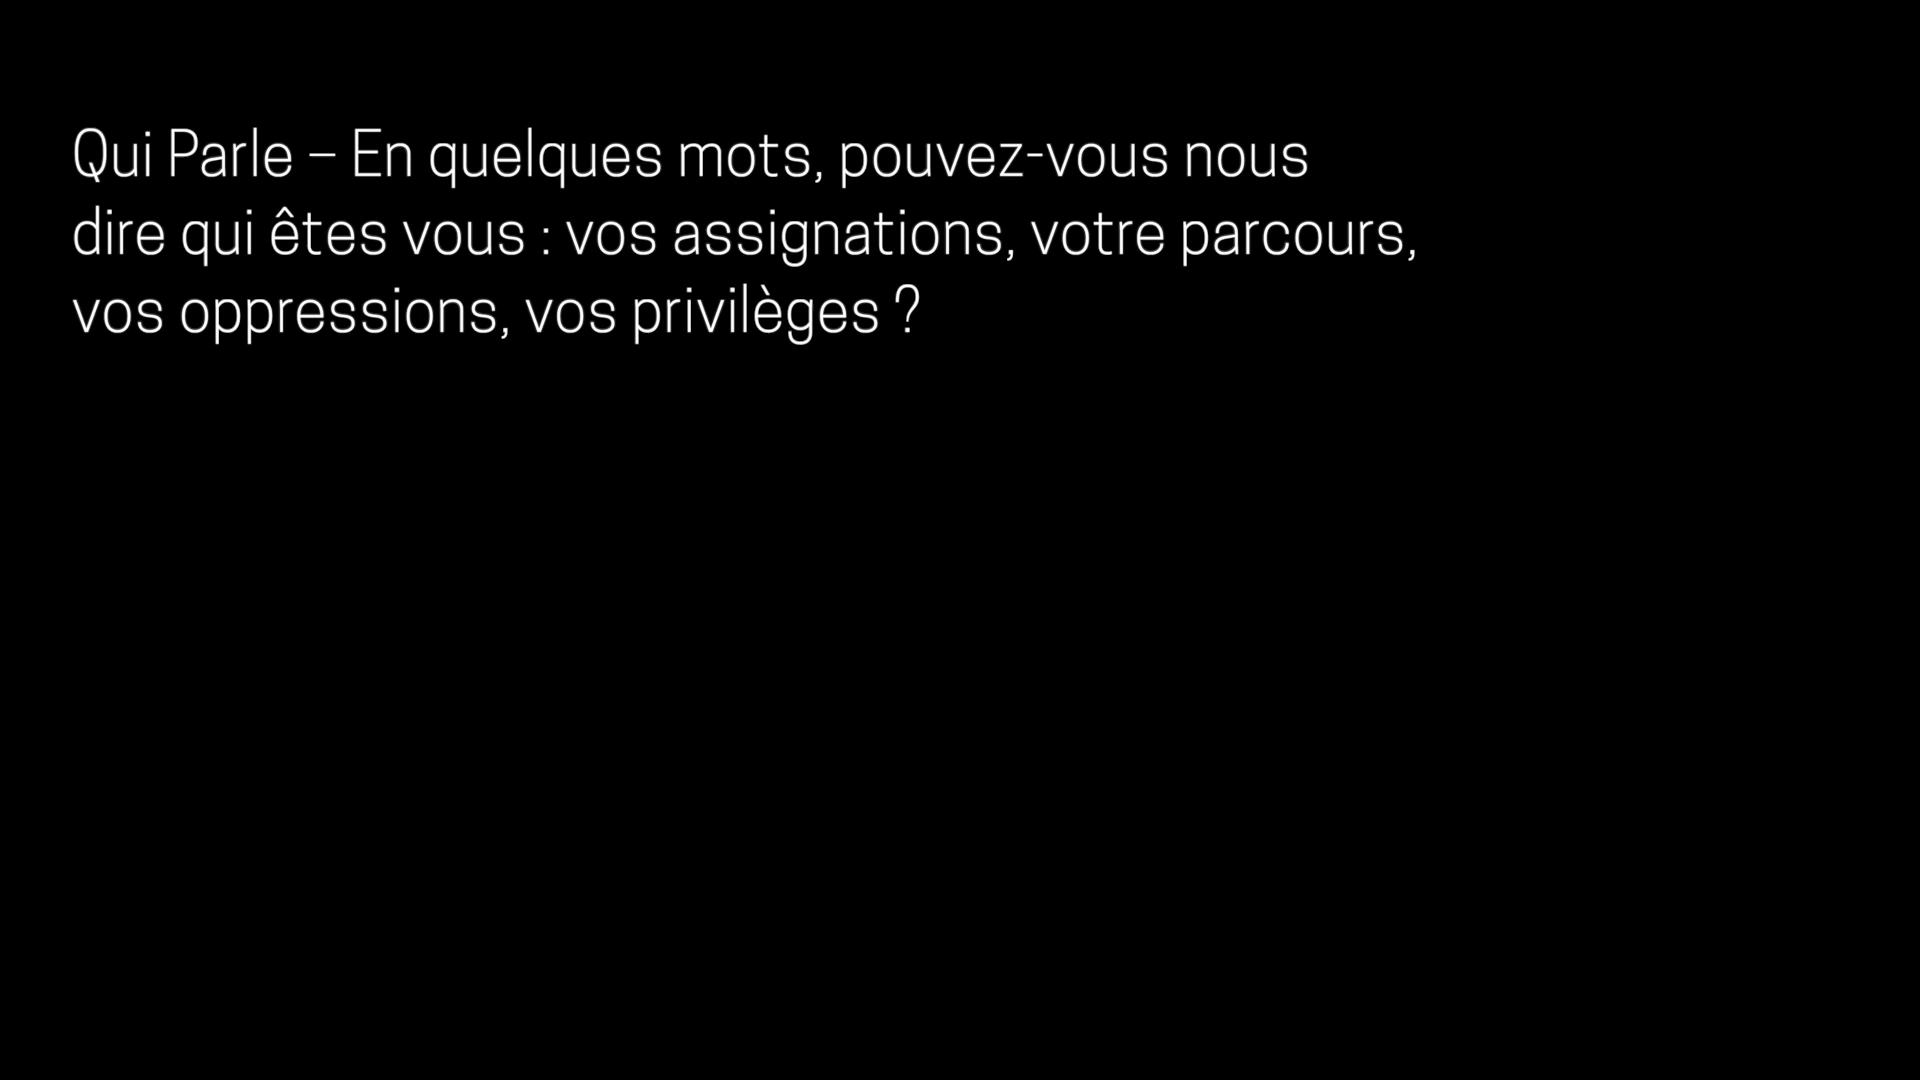 Qui Parle – En quelques mots, pouvez-vous nous
dire qui êtes vous : vos assignations, votre parcours,
vos oppressions, vos privilèges ?